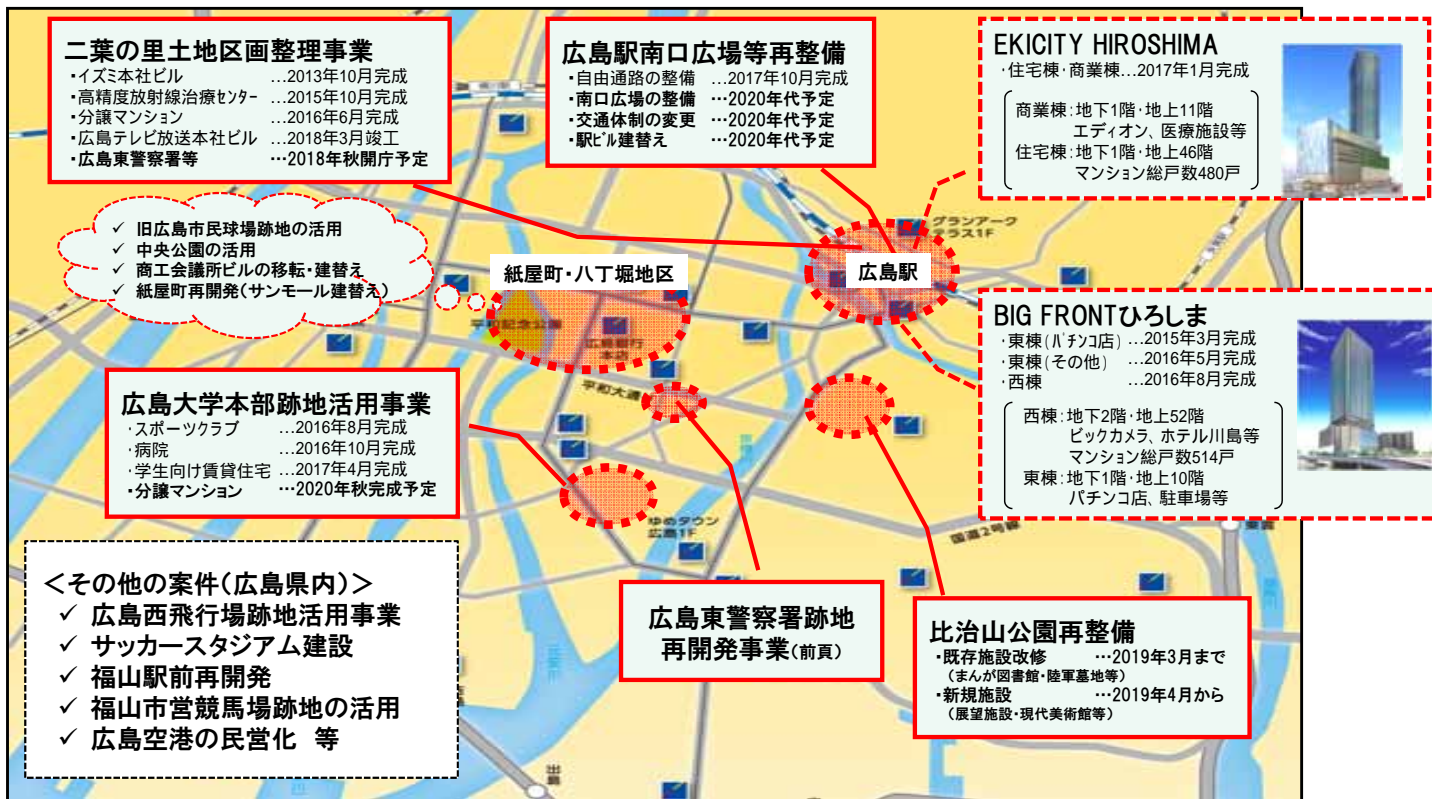 二葉の里土地区画整理事業
・イズミ本社ビル …2013年10月完成
・高精度放射線治療センター …2015年10月完成
・分譲マンション …2016年6月完成
・広島テレビ放送本社ビル …2018年3月竣工
・広島東警察署等 …2018年秋開庁予定
広島駅南口広場等再整備
・自由通路の整備 …2017年10月完成
・南口広場の整備 …2020年代予定
・交通体制の変更 …2020年代予定
・駅ビル建替え …2020年代予定
EKICITY HIROSHIMA
・住宅棟・商業棟…2017年1月完成
商業棟：地下1階・地上11階
エディオン、医療施設等
住宅棟：地下1階・地上46階
マンション総戸数480戸
✓ 旧広島市民球場跡地の活用
✓ 中央公園の活用
✓ 商工会議所ビルの移転・建替え
✓ 紙屋町再開発（サンモール建替え）
紙屋町・八丁堀地区
グランアーク
テラス1F
広島駅
平和記念公園
広島銀行
本店
平和大通
BIG FRONTひろしま
・東棟（パチンコ店） …2015年3月完成
・東棟（その他） …2016年5月完成
・西棟 …2016年8月完成
西棟：地下2階・地上52階
ビックカメラ、ホテル川島等
マンション総戸数514戸
東棟：地下1階・地上10階
パチンコ店、駐車場等
広島大学本部跡地活用事業
・スポーツクラブ …2016年8月完成
・病院 …2016年10月完成
・学生向け賃貸住宅 …2017年4月完成
・分譲マンション …2020年秋完成予定
ゆめタウン
広島1F
国道2号線
＜その他の案件（広島県内）＞
✓ 広島西飛行場跡地活用事業
✓ サッカースタジアム建設
✓ 福山駅前再開発
✓ 福山市営競馬場跡地の活用
✓ 広島空港の民営化 等
広島東警察署跡地
再開発事業（前頁）
比治山公園再整備
・既存施設改修 …2019年3月まで
（まんが図書館・陸軍墓地等）
・新規施設 …2019年4月から
（展望施設・現代美術館等）
出島